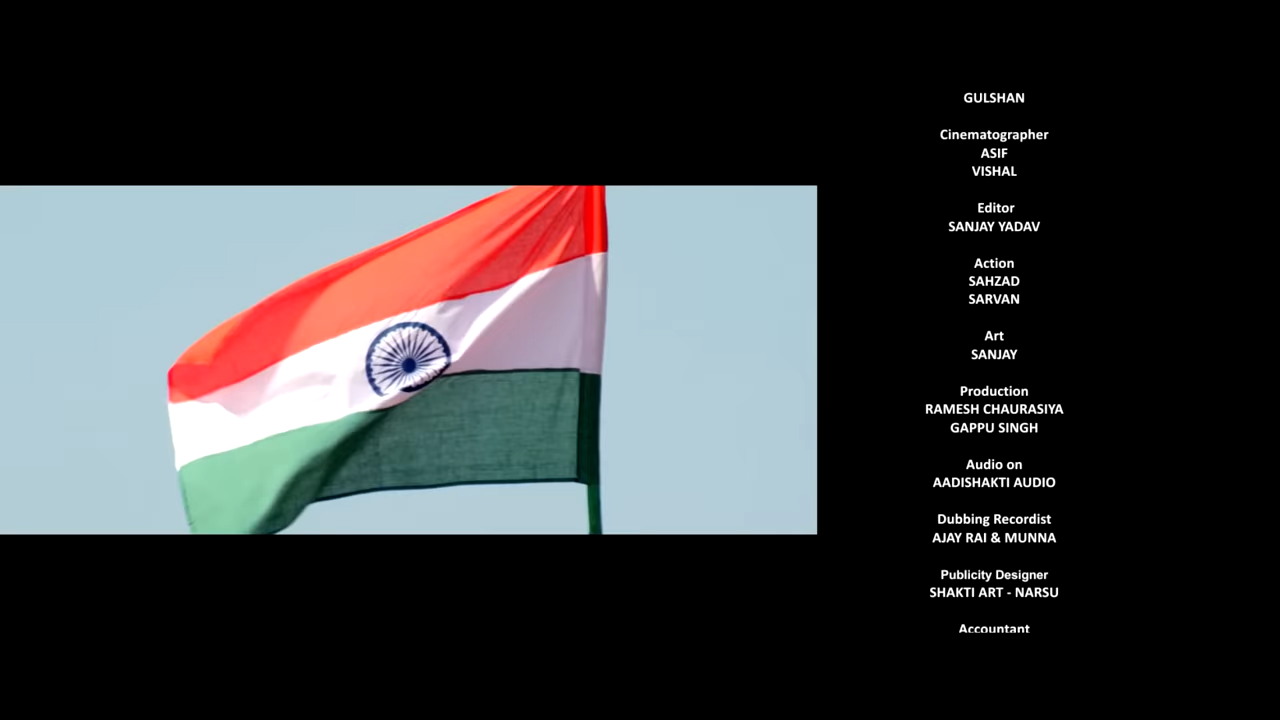 GULSHAN
Cinematographer
ASIF
VISHAL
Editor
SANJAY YADAV
Action
SAHZAD
SARVAN
Art
SANJAY
Production
RAMESH CHAURASIYA
GAPPU SINGH
Audio on
AADISHAKTI AUDIO
Dubbing Recordist
AJAY RAI & MUNNA
Publicity Designer
SHAKTI ART - NARSU
Accountant